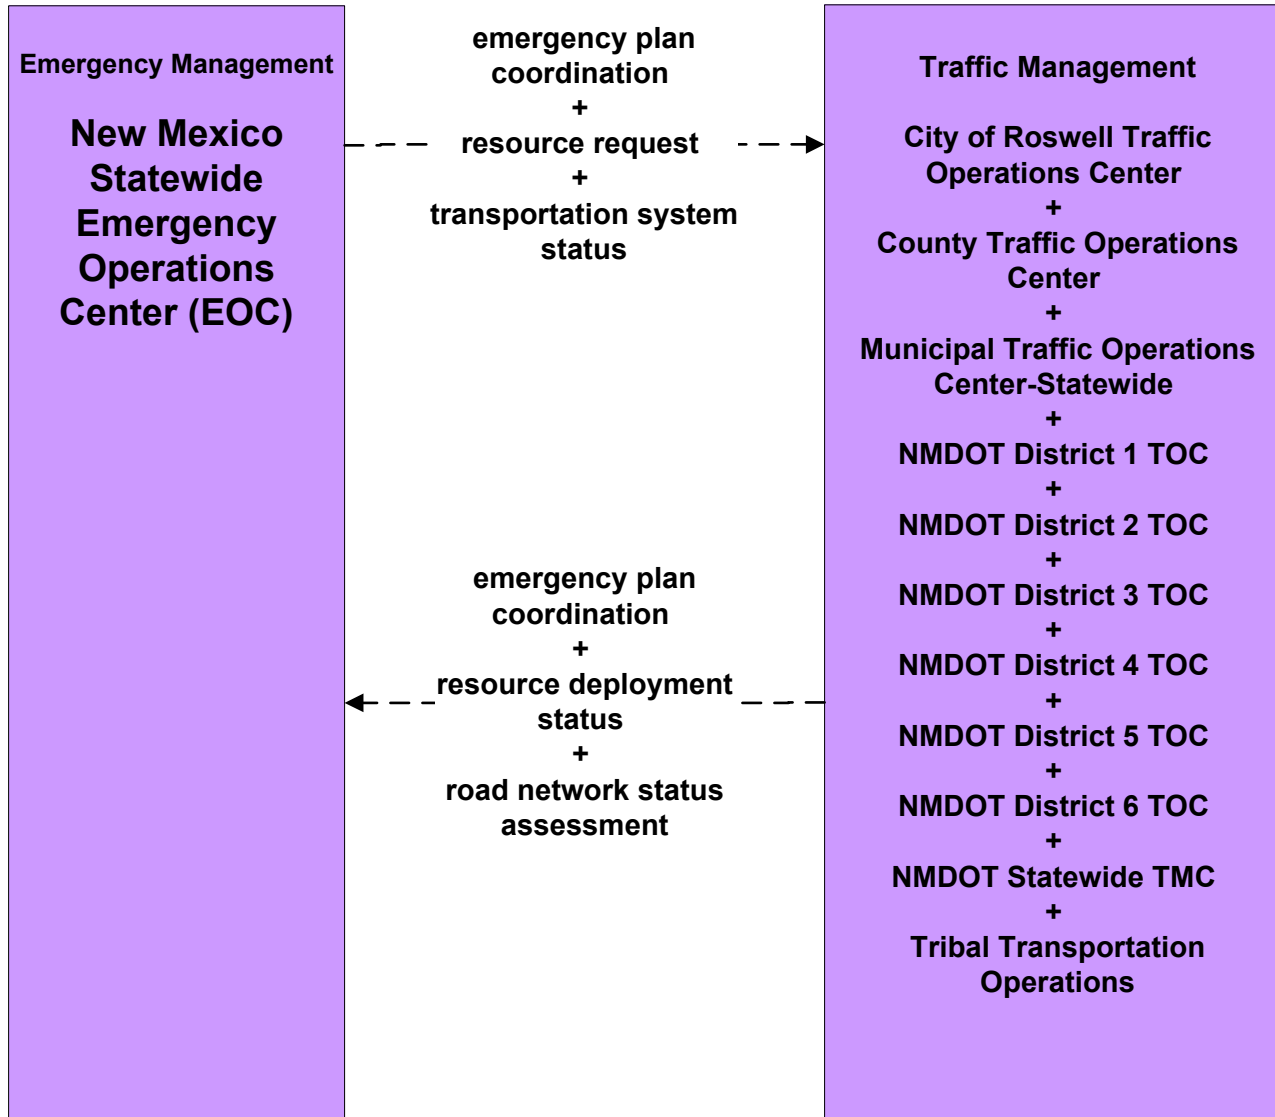 Emergency Management
New Mexico
Statewide
Emergency
Operations
Center (EOC)
emergency plan
coordination
+
resource request
+
transportation system
status
emergency plan
coordination
+
resource deployment
status
+
road network status
assessment
Traffic Management
City of Roswell Traffic
Operations Center
+
County Traffic Operations
Center
+
Municipal Traffic Operations
Center-Statewide
+
NMDOT District 1 TOC
+
NMDOT District 2 TOC
+
NMDOT District 3 TOC
+
NMDOT District 4 TOC
+
NMDOT District 5 TOC
+
NMDOT District 6 TOC
+
NMDOT Statewide TMC
+
Tribal Transportation
Operations